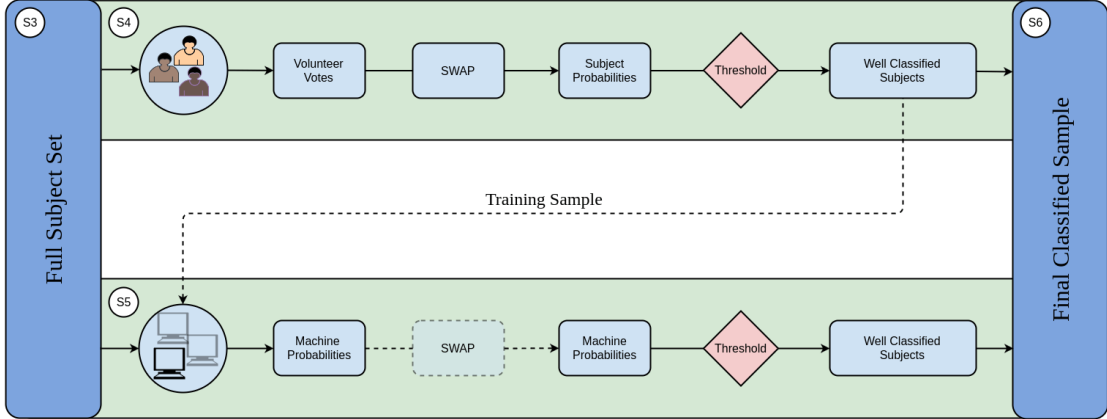 S3
Full Subject Set
S4
Volunteer
Votes
SWAP
Subject
Probabilities
Threshold
Well Classified
Subjects
S6
Final Classified Sample
Training Sample
S5
Machine
Probabilities
SWAP
Machine
Probabilities
Threshold
Well Classified
Subjects